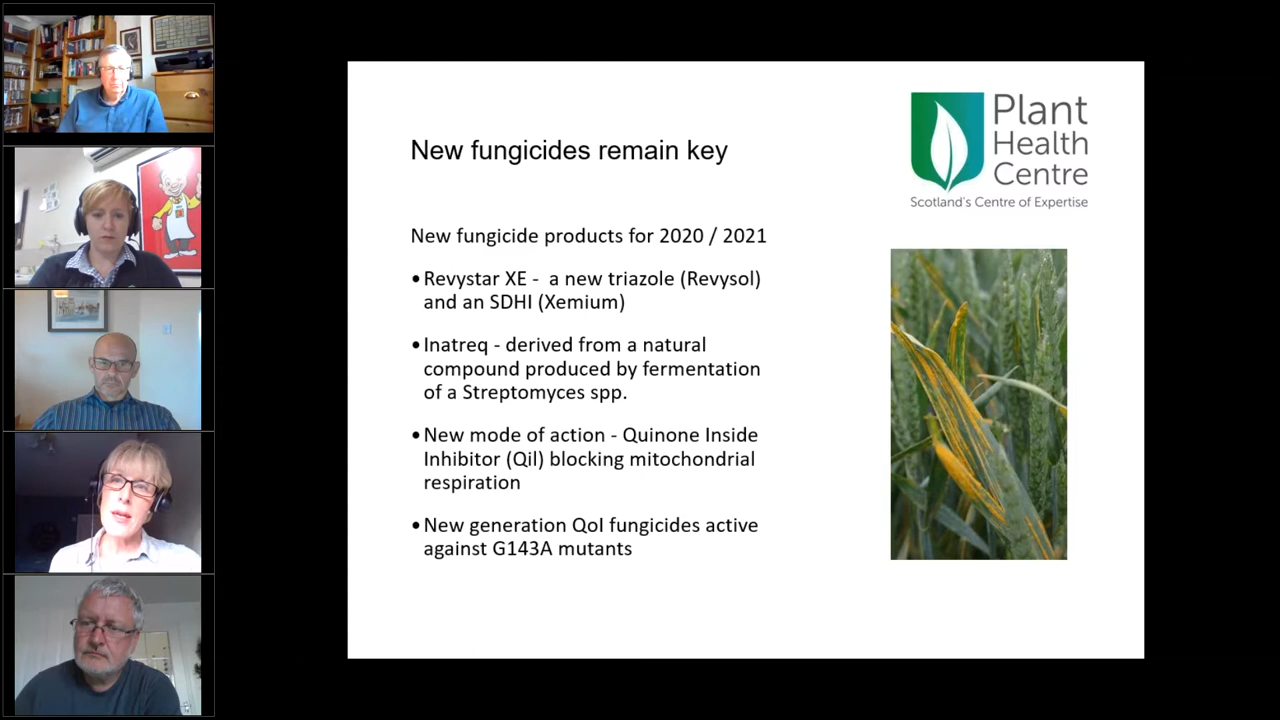 New fungicides remain key
Plant
Health
Centre
Scotland's Centre of Expertise
New fungicide products for 2020 / 2021
•Revystar XE - a new triazole (Revysol)
and an SDHI (Xemium)
•Inatreq - derived from a natural
compound produced by fermentation
of a Streptomyces spp.
•New mode of action - Quinone Inside
Inhibitor (QiI) blocking mitochondrial
respiration
•New generation QoI fungicides active
against G143A mutants